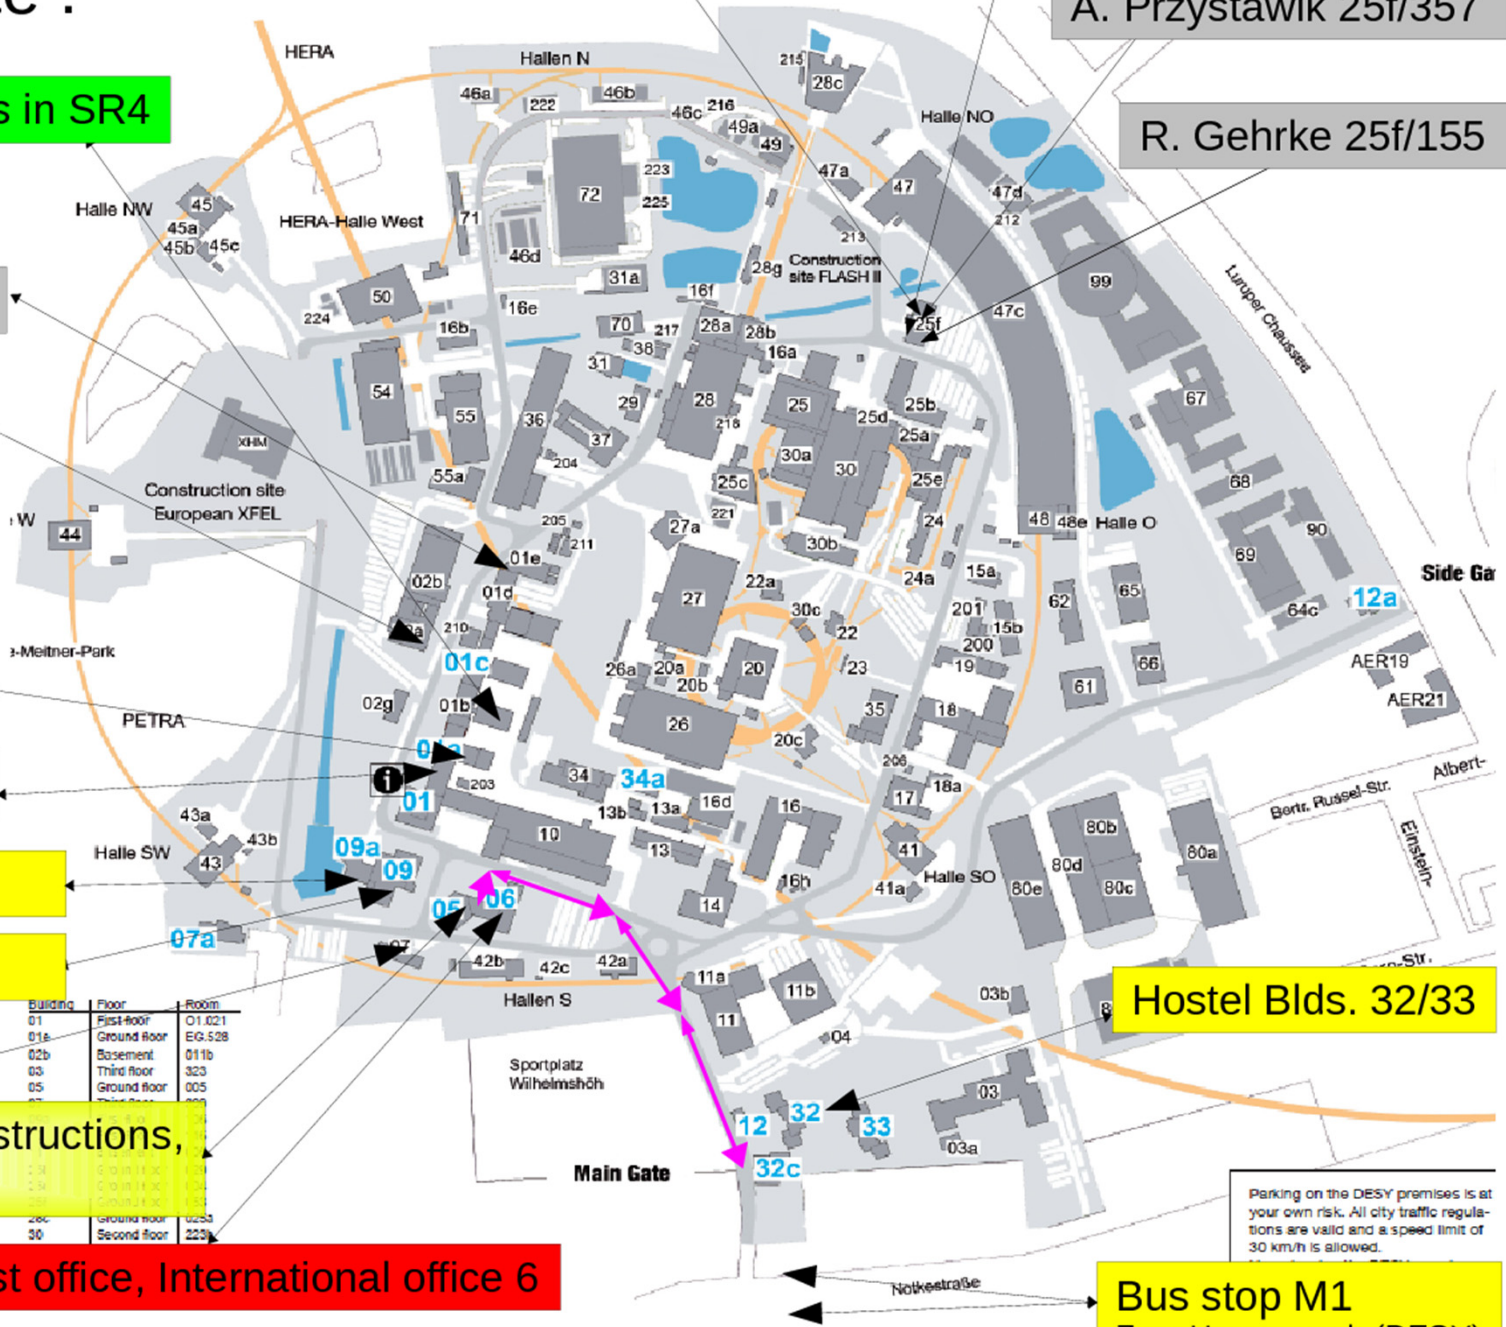 A. Przystawik 25f/357
HERA
Hallen N
215
28c
s in SR4
46a
222
46b
46c
216
49a
49
Halle NO
R. Gehrke 25f/155
72
223
225
47a
47
47d
212
45
Halle NW
45a
45b
45c
HERA-Halle West
71
46d
213
Construction
site FLASH II
28g
99
Luruper Chaussee
31a
16f
50
224
16e
16b
70
217
28a
28b
25f
47c
38
16a
31
54
55
36
29
28
218
25
25d
25b
25a
67
37
XHM
204
30a
30
55a
25c
25e
68
Construction site
European XFEL
W
44
205
211
221
27a
24
48
48e
Halle O
90
69
01e
30b
02b
01d
27
22a
24a
15a
62
65
Side Ga
64c
12a
30c
201
210
22
15b
200
e-Meitner-Park
01c
26a
20a
20b
20
23
19
66
61
AER19
AER21
02g
01b
26
35
18
PETRA
20c
206
Albert-
i
203
34
34a
18a
17
Bertr. Russel-Str.
01
13b
13a
16d
16
43a
43b
43
Halle SW
10
80b
80d
80c
80e
80a
Einstein-
09a
09
13
41
16h
41a
Halle SO
05
06
14
07a
07
42b
42c
42a
Hallen S
11a
11b
11
03b
Hostel Blds. 32/33
04
Building Floor Room
01 First floor O1.021
01e Ground floor EG.528
02b Basement 011b
03 Third floor 323
05 Ground floor 005
Sportplatz
Wilhelmshöh
structions,
12
32
33
03
03a
Main Gate
32c
30 Second floor
st office, International office 6
Parking on the DESY premises is at
your own risk. All city traffic regula-
tions are valid and a speed limit of
30 km/h is allowed.
Notkestraße
Bus stop M1